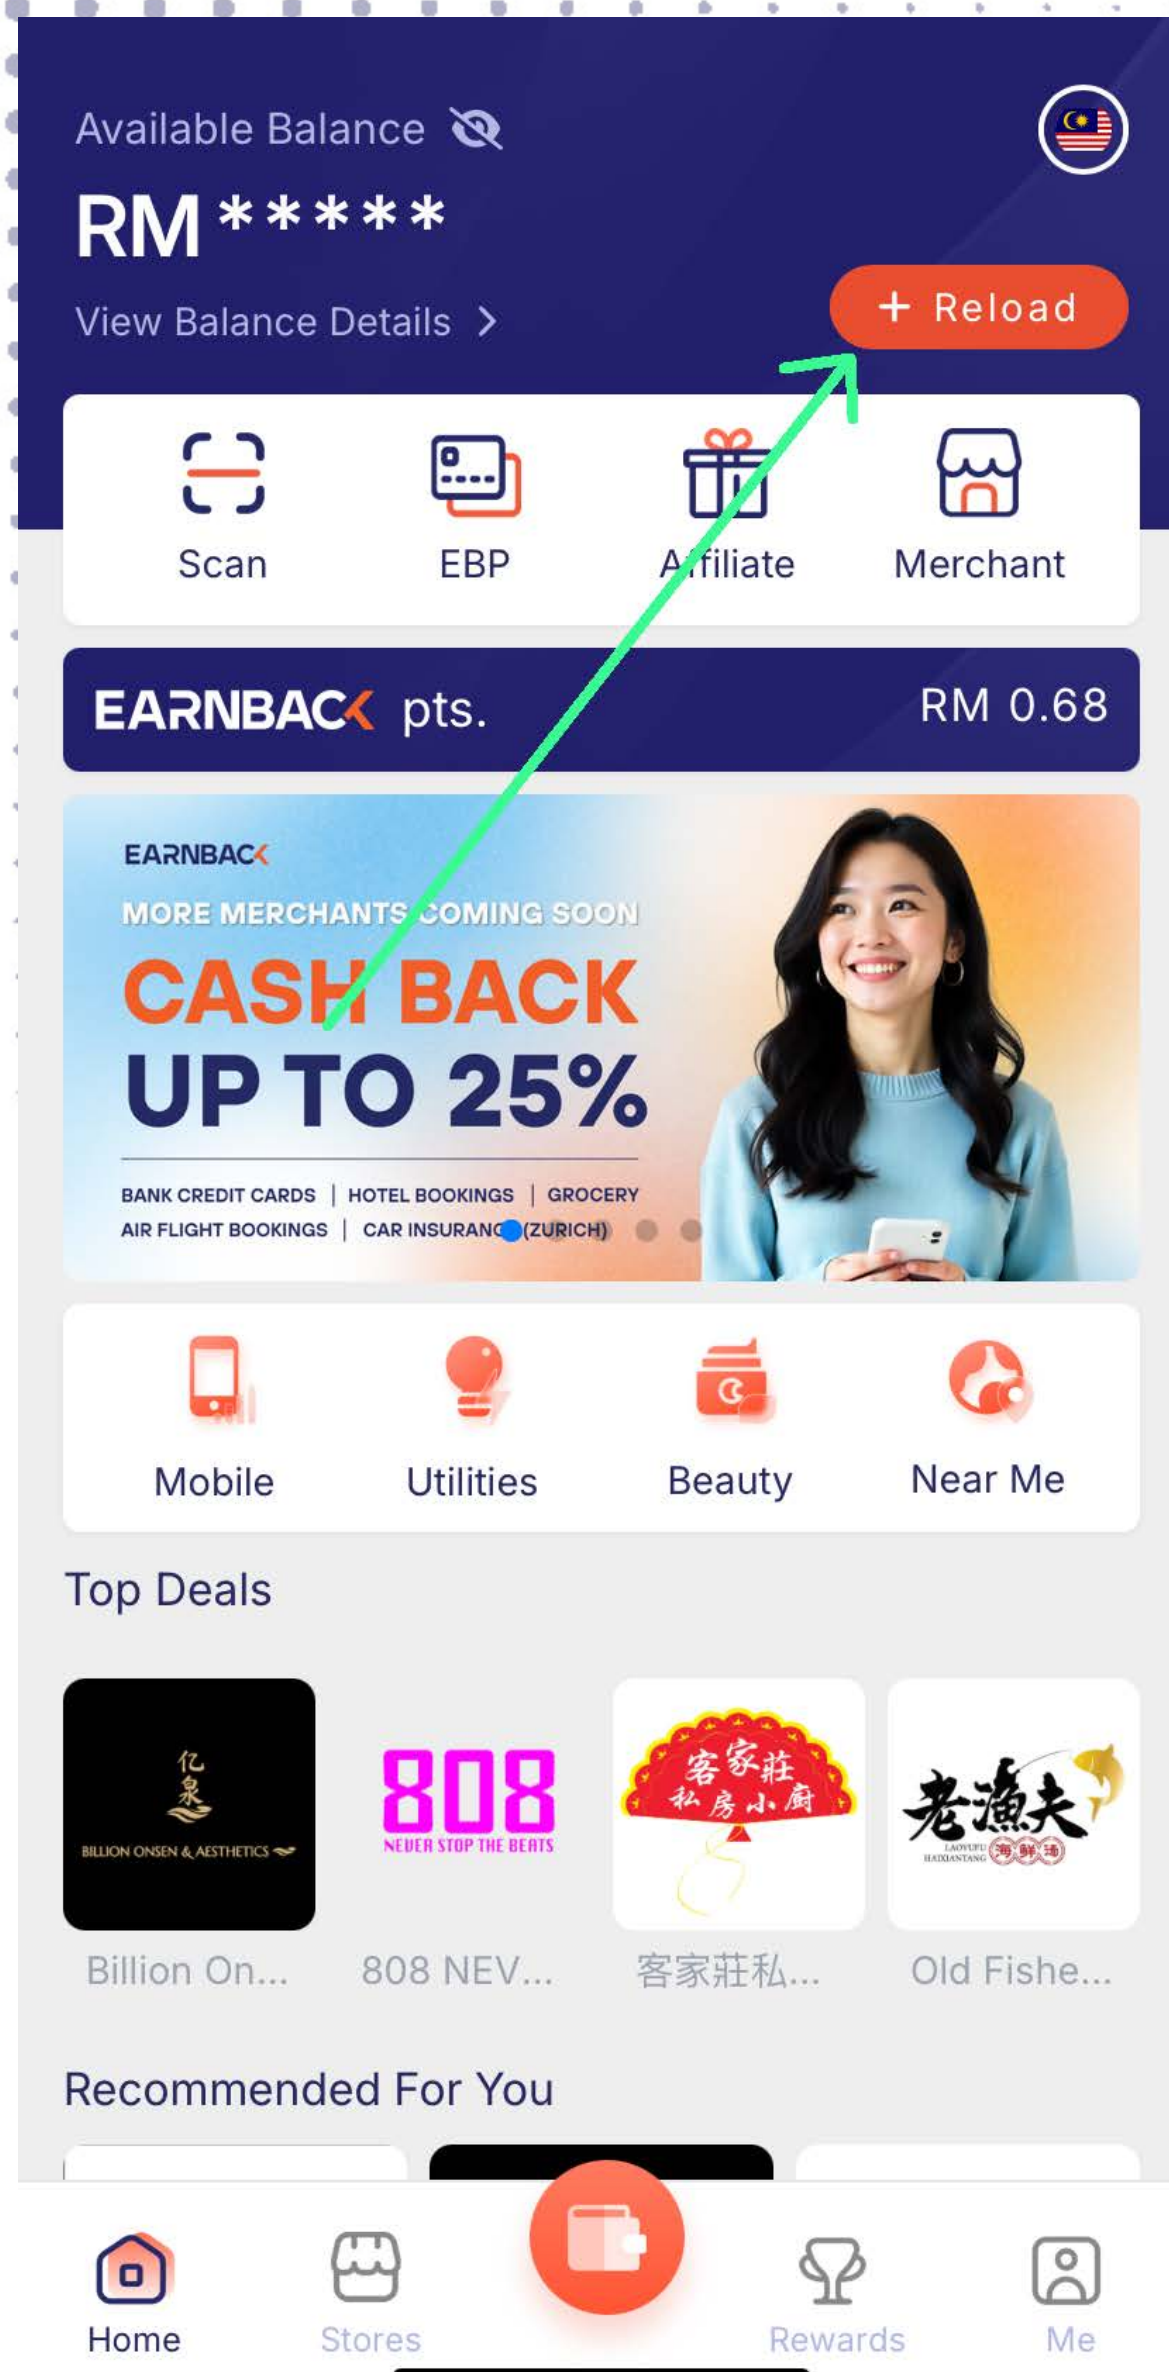 Available Balance
RM*****
View Balance Details
+ Reload
Scan
EBP
Affiliate
Merchant
EARNBACK pts.
RM 0.68
EARNBACK
MORE MERCHANTS COMING SOON
CASH BACK
UP TO 25%
BANK CREDIT CARDS | HOTEL BOOKINGS | GROCERY
AIR FLIGHT BOOKINGS | CAR INSURANCE (ZURICH)
Mobile
Utilities
Beauty
Near Me
Top Deals
亿
泉
BILLION ONSEN & AESTHETICS
808
NEVER STOP THE BEATS
客家莊
私房小廚
老漁夫
LAOYUFU
HAIXIANTANG
海鲜汤
Billion On...
808 NEV...
客家莊私...
Old Fishe...
Recommended For You
Home
Stores
Rewards
Me